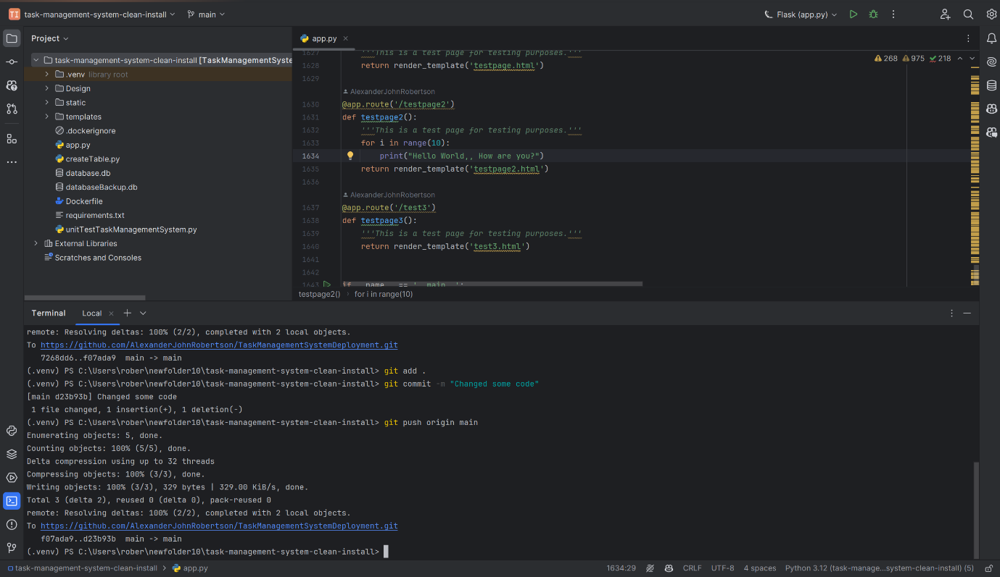 TI task-management-system-clean-install main Flask (app.py)
Project
app.py
task-management-system-clean-install [TaskManagementSyste
.venv library root
Design
static
templates
.dockerignore
app.py
createTable.py
database.db
databaseBackup.db
Dockerfile
requirements.txt
unitTestTaskManagementSystem.py
External Libraries
Scratches and Consoles
268 975 218
1627 '''This is a test page for testing purposes.'''
1628 return render_template('testpage.html')
1629
AlexanderJohnRobertson
1630 @app.route('/testpage2')
1631 def testpage2():
1632 '''This is a test page for testing purposes.'''
1633 for i in range(10):
1634 print("Hello World,, How are you?")
1635 return render_template('testpage2.html')
1636
AlexanderJohnRobertson
1637 @app.route('/test3')
1638 def testpage3():
1639 '''This is a test page for testing purposes.'''
1640 return render_template('test3.html')
1641
1642
1643 if __name__ == '__main__':
testpage2() › for i in range(10)
Terminal Local
remote: Resolving deltas: 100% (2/2), completed with 2 local objects.
To https://github.com/AlexanderJohnRobertson/TaskManagementSystemDeployment.git
7268dd6..f07ada9 main -> main
(.venv) PS C:\Users\rober\newfolder10\task-management-system-clean-install> git add .
(.venv) PS C:\Users\rober\newfolder10\task-management-system-clean-install> git commit -m "Changed some code"
[main d23b93b] Changed some code
1 file changed, 1 insertion(+), 1 deletion(-)
(.venv) PS C:\Users\rober\newfolder10\task-management-system-clean-install> git push origin main
Enumerating objects: 5, done.
Counting objects: 100% (5/5), done.
Delta compression using up to 32 threads
Compressing objects: 100% (3/3), done.
Writing objects: 100% (3/3), 329 bytes | 329.00 KiB/s, done.
Total 3 (delta 2), reused 0 (delta 0), pack-reused 0
remote: Resolving deltas: 100% (2/2), completed with 2 local objects.
To https://github.com/AlexanderJohnRobertson/TaskManagementSystemDeployment.git
f07ada9..d23b93b main -> main
(.venv) PS C:\Users\rober\newfolder10\task-management-system-clean-install>
task-management-system-clean-install › app.py 1634:29 CRLF UTF-8 4 spaces Python 3.12 (task-manage...system-clean-install) (5)